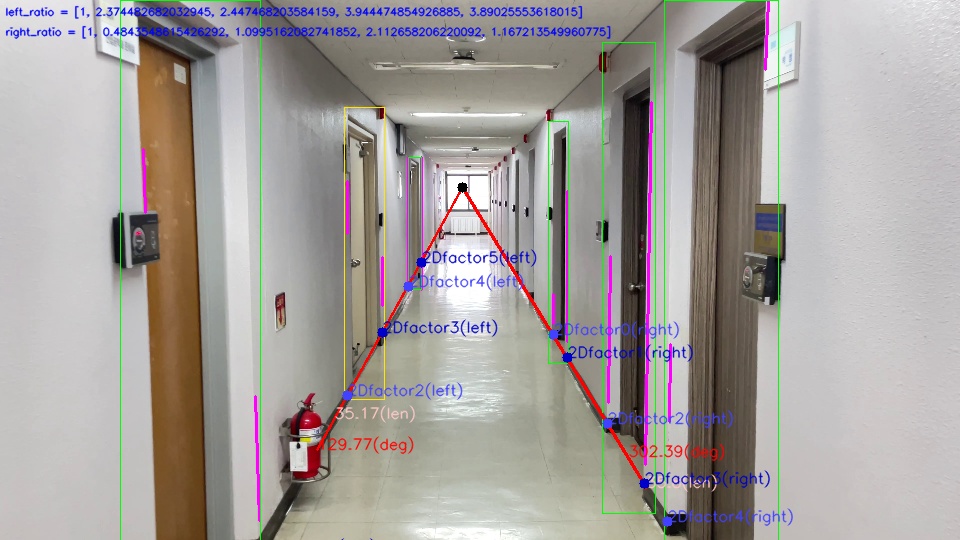 left_ratio = [1, 2.374482682032945, 2.447468203584159, 3.944474854926885, 3.89025553618015]
right_ratio = [1, 0.4843548615426292, 1.0995162082741852, 2.112658206220092, 1.167213549960775]
2Dfactor5(left)
2Dfactor4(left)
2Dfactor3(left)
2Dfactor0(right)
2Dfactor1(right)
2Dfactor2(left)
35.17(len)
2Dfactor2(right)
29.77(deg)
302.39(deg)
2Dfactor3(right)
2Dfactor4(right)